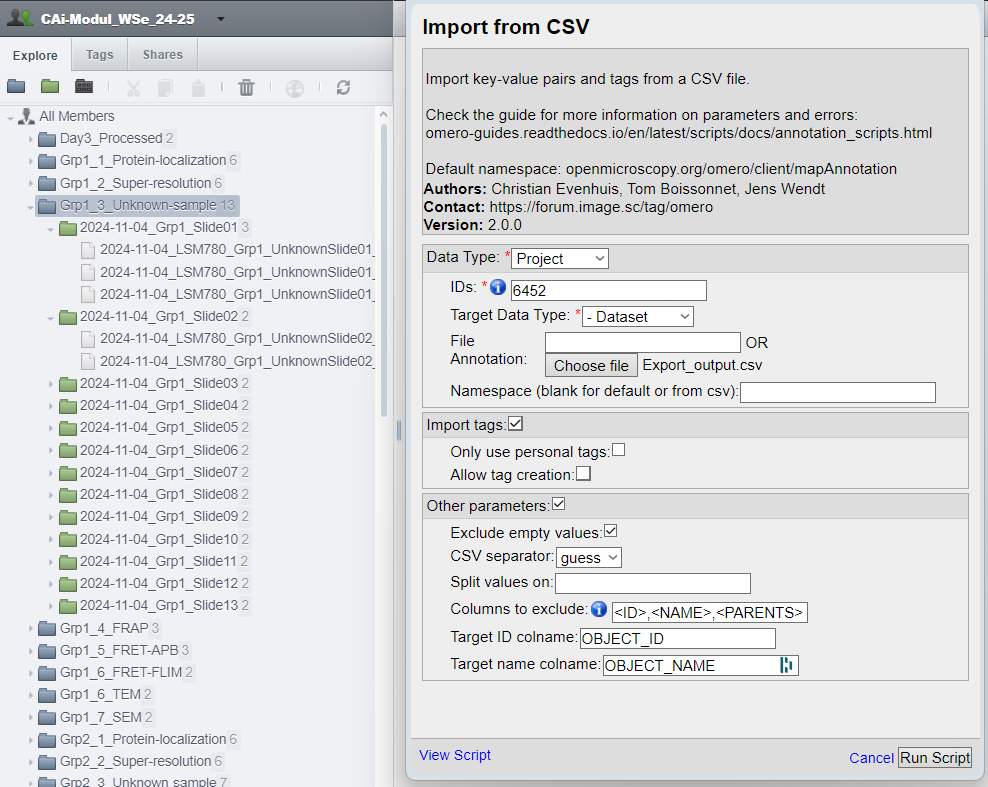 CAi-Modul_WSe_24-25
Explore
Tags
Shares
All Members
Day3_Processed 2
Grp1_1_Protein-localization 6
Grp1_2_Super-resolution 6
Grp1_3_Unknown-sample 13
2024-11-04_Grp1_Slide01 3
2024-11-04_LSM780_Grp1_UnknownSlide01_
2024-11-04_LSM780_Grp1_UnknownSlide01_
2024-11-04_LSM780_Grp1_UnknownSlide01_
2024-11-04_Grp1_Slide02 2
2024-11-04_LSM780_Grp1_UnknownSlide02_
2024-11-04_LSM780_Grp1_UnknownSlide02_
2024-11-04_Grp1_Slide03 2
2024-11-04_Grp1_Slide04 2
2024-11-04_Grp1_Slide05 2
2024-11-04_Grp1_Slide06 2
2024-11-04_Grp1_Slide07 2
2024-11-04_Grp1_Slide08 2
2024-11-04_Grp1_Slide09 2
2024-11-04_Grp1_Slide10 2
2024-11-04_Grp1_Slide11 2
2024-11-04_Grp1_Slide12 2
2024-11-04_Grp1_Slide13 2
Grp1_4_FRAP 3
Grp1_5_FRET-APB 3
Grp1_6_FRET-FLIM 2
Grp1_6_TEM 2
Grp1_7_SEM 2
Grp2_1_Protein-localization 6
Grp2_2_Super-resolution 6
Grp2_3_Unknown-sample 7
Import from CSV
Import key-value pairs and tags from a CSV file.
Check the guide for more information on parameters and errors:
omero-guides.readthedocs.io/en/latest/scripts/docs/annotation_scripts.html
Default namespace: openmicroscopy.org/omero/client/mapAnnotation
Authors: Christian Evenhuis, Tom Boissonnet, Jens Wendt
Contact: https://forum.image.sc/tag/omero
Version: 2.0.0
Data Type: * Project
IDs: * 6452
Target Data Type: * - Dataset
File Annotation: OR
Choose file Export_output.csv
Namespace (blank for default or from csv):
Import tags:
Only use personal tags:
Allow tag creation:
Other parameters:
Exclude empty values:
CSV separator: guess
Split values on:
Columns to exclude: <ID>,<NAME>,<PARENTS>
Target ID colname: OBJECT_ID
Target name colname: OBJECT_NAME
View Script
Cancel
Run Script